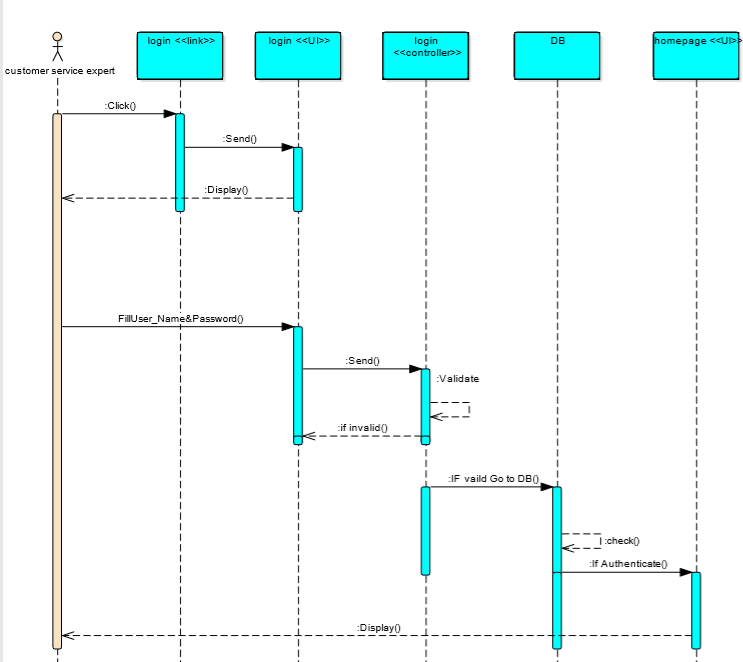 login <<link>>
login <<UI>>
login
<<controller>>
DB
homepage <<UI>>
customer service expert
:Click()
:Send()
:Display()
FillUser_Name&Password()
:Send()
:Validate
:if invalid()
:IF vaild Go to DB()
:check()
:If Authenticate()
:Display()